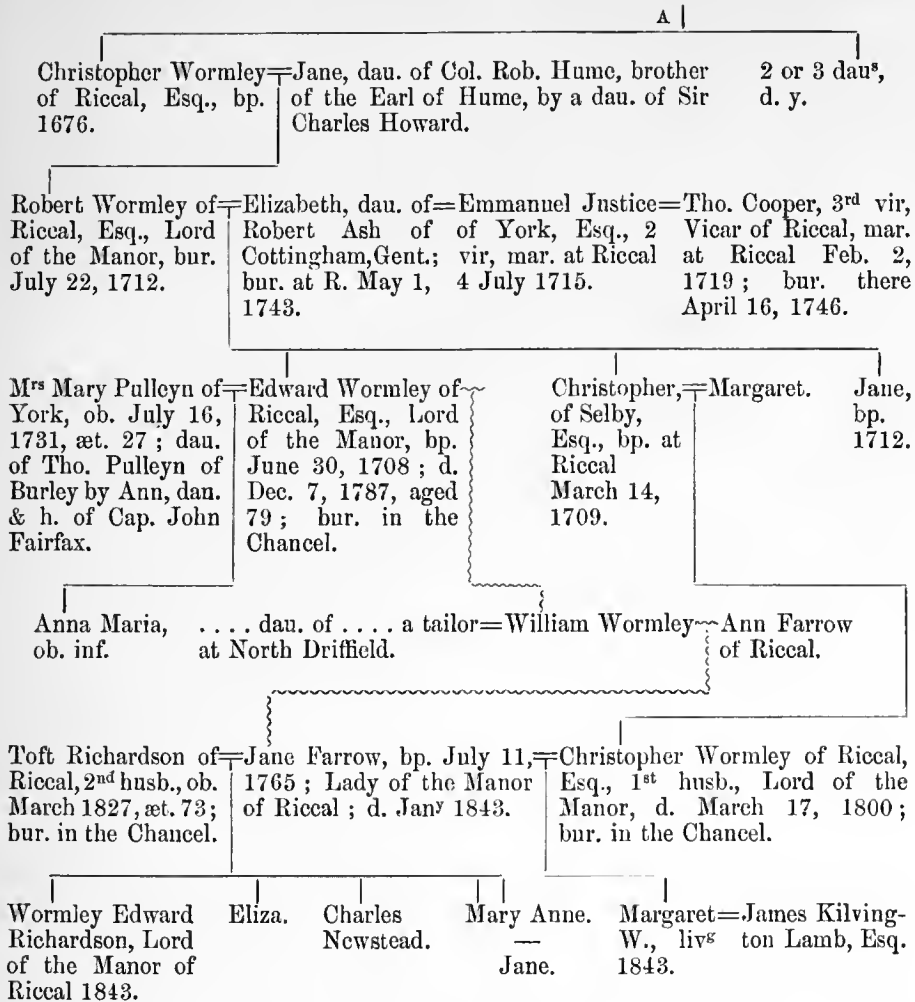 A
Christopher Wormley
of Riccal, Esq., bp.
1676.
Jane, dau. of Col. Rob. Hume, brother
of the Earl of Hume, by a dau. of Sir
Charles Howard.
2 or 3 dauˢ,
d. y.
Robert Wormley of
Riccal, Esq., Lord
of the Manor, bur.
July 22, 1712.
Elizabeth, dau. of=
Robert Ash of
Cottingham, Gent.;
bur. at R. May 1,
1743.
Emmanuel Justice=
of York, Esq., 2
vir, mar. at Riccal
4 July 1715.
Tho. Cooper, 3ʳᵈ vir,
Vicar of Riccal, mar.
at Riccal Feb. 2,
1719; bur. there
April 16, 1746.
Mʳˢ Mary Pulleyn of
York, ob. July 16,
1731, æt. 27; dau.
of Tho. Pulleyn of
Burley by Ann, dau.
& h. of Cap. John
Fairfax.
Edward Wormley of
Riccal, Esq., Lord
of the Manor, bp.
June 30, 1708; d.
Dec. 7, 1787, aged
79; bur. in the
Chancel.
Christopher,
of Selby,
Esq., bp. at
Riccal
March 14,
1709.
Margaret.
Jane,
bp.
1712.
Anna Maria,
ob. inf.
. . . . dau. of . . . . a tailor=
at North Driffield.
William Wormley
Ann Farrow
of Riccal.
Toft Richardson of
Riccal, 2ⁿᵈ husb., ob.
March 1827, æt. 73;
bur. in the Chancel.
Jane Farrow, bp. July 11,
1765; Lady of the Manor
of Riccal; d. Janʸ 1843.
Christopher Wormley of Riccal,
Esq., 1ˢᵗ husb., Lord of the
Manor, d. March 17, 1800;
bur. in the Chancel.
Wormley Edward
Richardson, Lord
of the Manor of
Riccal 1843.
Eliza.
Charles
Newstead.
Mary Anne.
—
Jane.
Margaret=
W., livᵍ
1843.
James Kilving-
ton Lamb, Esq.